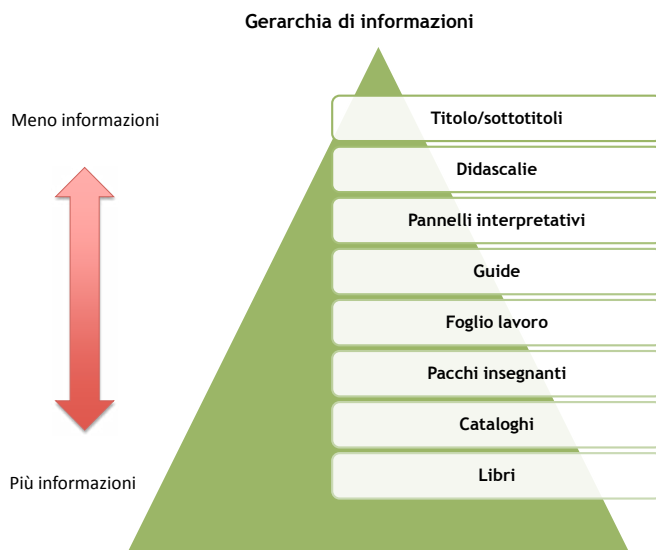 Gerarchia di informazioni
Meno informazioni
Titolo/sottotitoli
Didascalie
Pannelli interpretativi
Guide
Foglio lavoro
Pacchi insegnanti
Cataloghi
Libri
Più informazioni